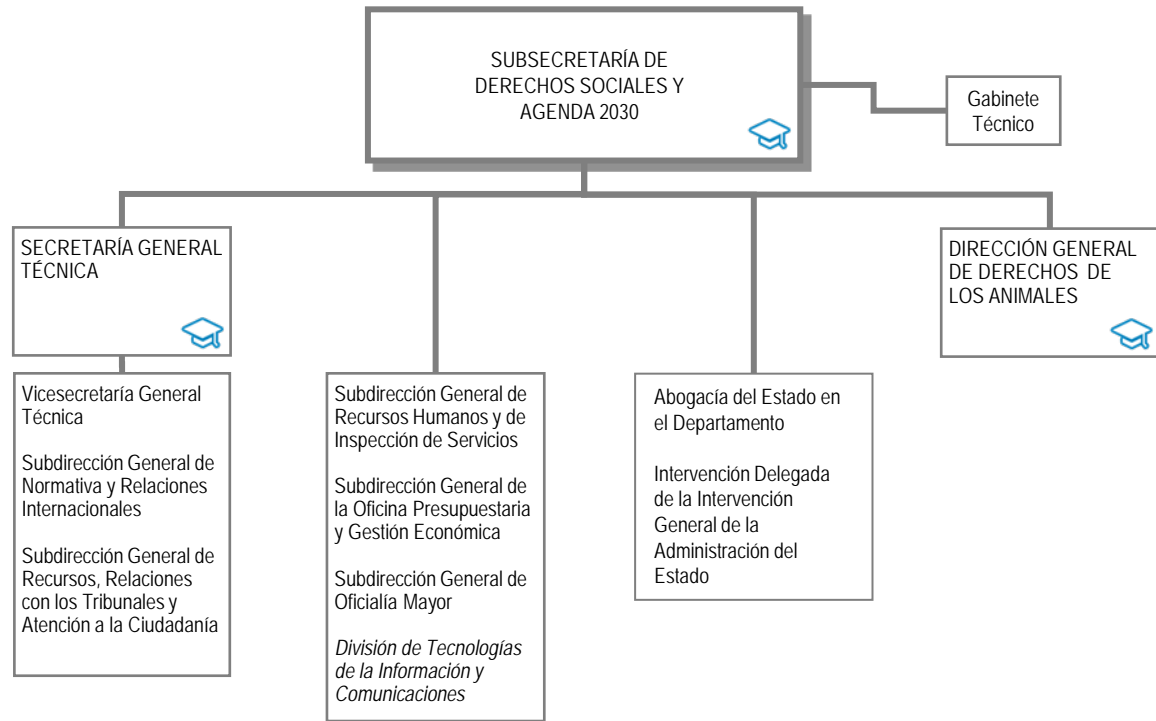 SUBSECRETARÍA DE
DERECHOS SOCIALES Y
AGENDA 2030
Gabinete
Técnico
SECRETARÍA GENERAL
TÉCNICA
DIRECCIÓN GENERAL
DE DERECHOS DE
LOS ANIMALES
Vicesecretaría General
Técnica
Subdirección General de
Normativa y Relaciones
Internacionales
Subdirección General de
Recursos, Relaciones
con los Tribunales y
Atención a la Ciudadanía
Subdirección General de
Recursos Humanos y de
Inspección de Servicios
Subdirección General de
la Oficina Presupuestaria
y Gestión Económica
Subdirección General de
Oficialía Mayor
División de Tecnologías
de la Información y
Comunicaciones
Abogacía del Estado en
el Departamento
Intervención Delegada
de la Intervención
General de la
Administración del
Estado